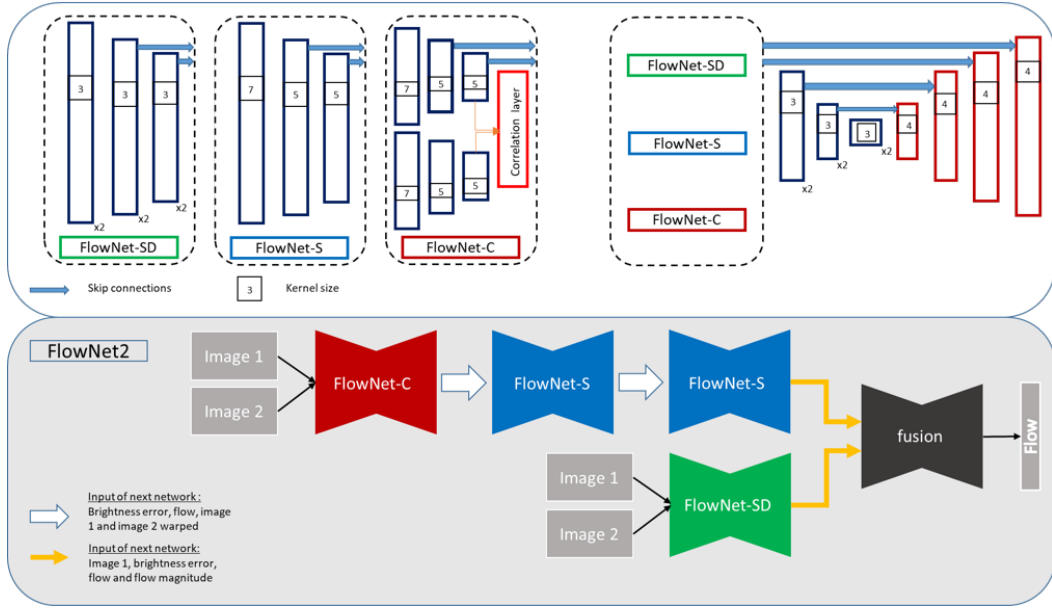 3
3
3
x2
x2
x2
FlowNet-SD
7
5
5
FlowNet-S
7
5
5
7
5
5
Correlation layer
FlowNet-C
FlowNet-SD
FlowNet-S
FlowNet-C
3
x2
3
x2
3
x2
4
4
4
4
Skip connections
3
Kernel size
FlowNet2
Image 1
Image 2
FlowNet-C
FlowNet-S
FlowNet-S
Image 1
Image 2
FlowNet-SD
fusion
Flow
Input of next network :
Brightness error, flow, image
1 and image 2 warped
Input of next network:
Image 1, brightness error,
flow and flow magnitude